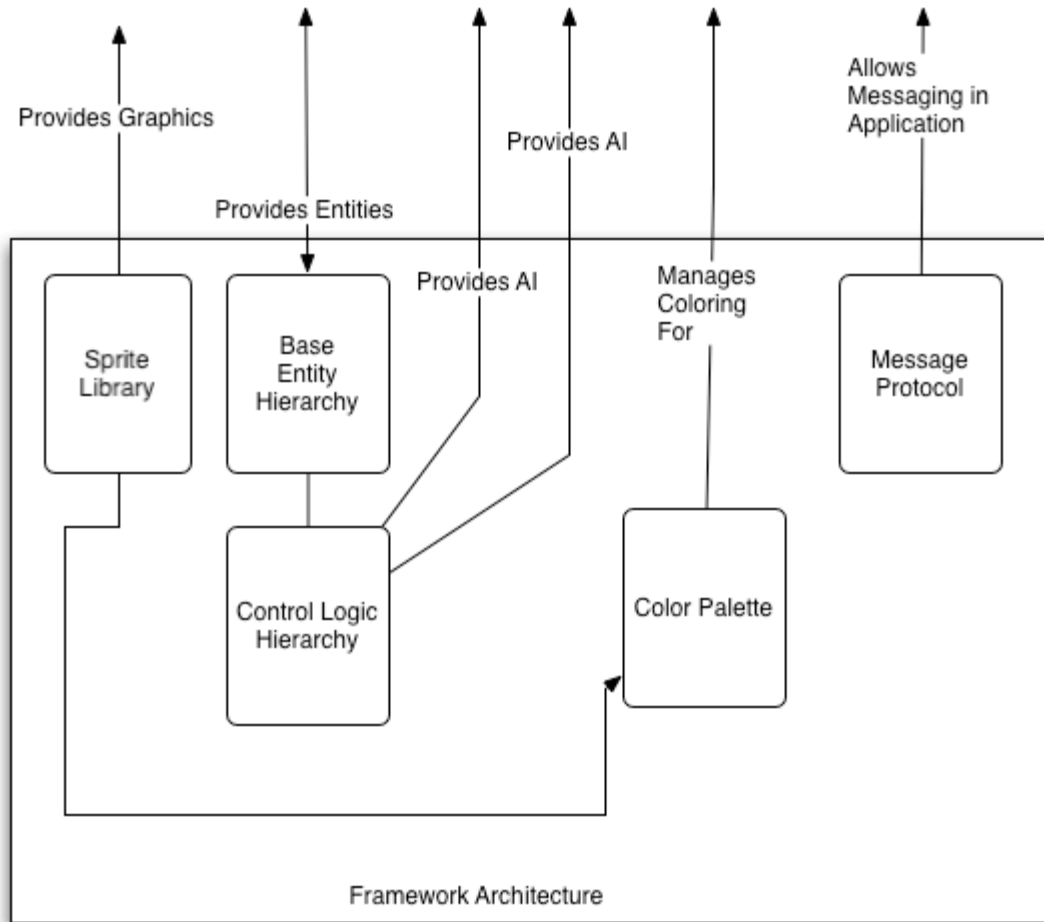 Allows
Messaging in
Application
Provides Graphics
Provides AI
Provides Entities
Provides AI
Manages
Coloring
For
Sprite
Library
Base
Entity
Hierarchy
Message
Protocol
Control Logic
Hierarchy
Color Palette
Framework Architecture